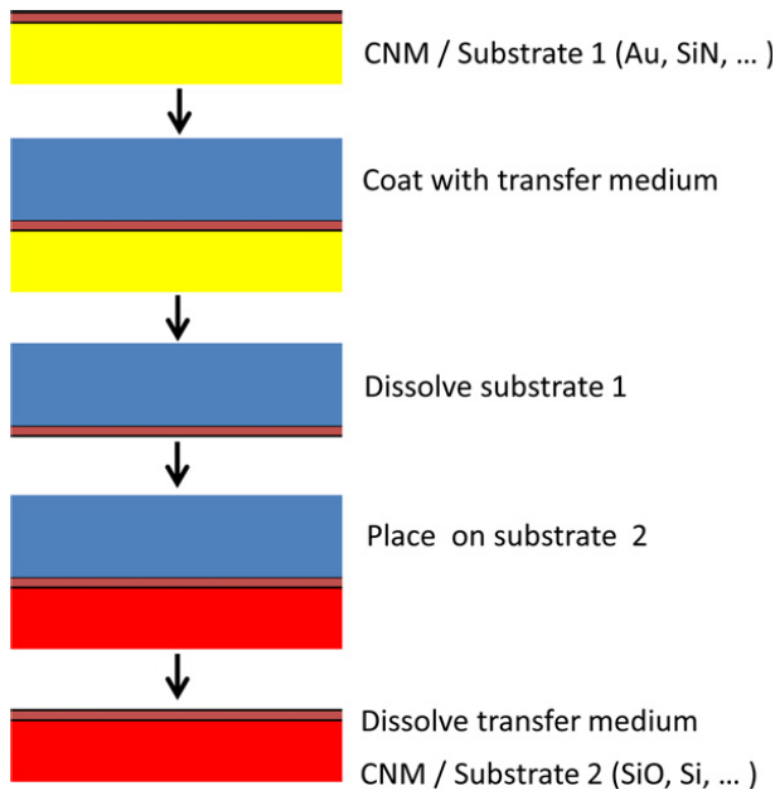 CNM / Substrate 1 (Au, SiN, ... )
Coat with transfer medium
Dissolve substrate 1
Place on substrate 2
Dissolve transfer medium
CNM / Substrate 2 (SiO, Si, ... )